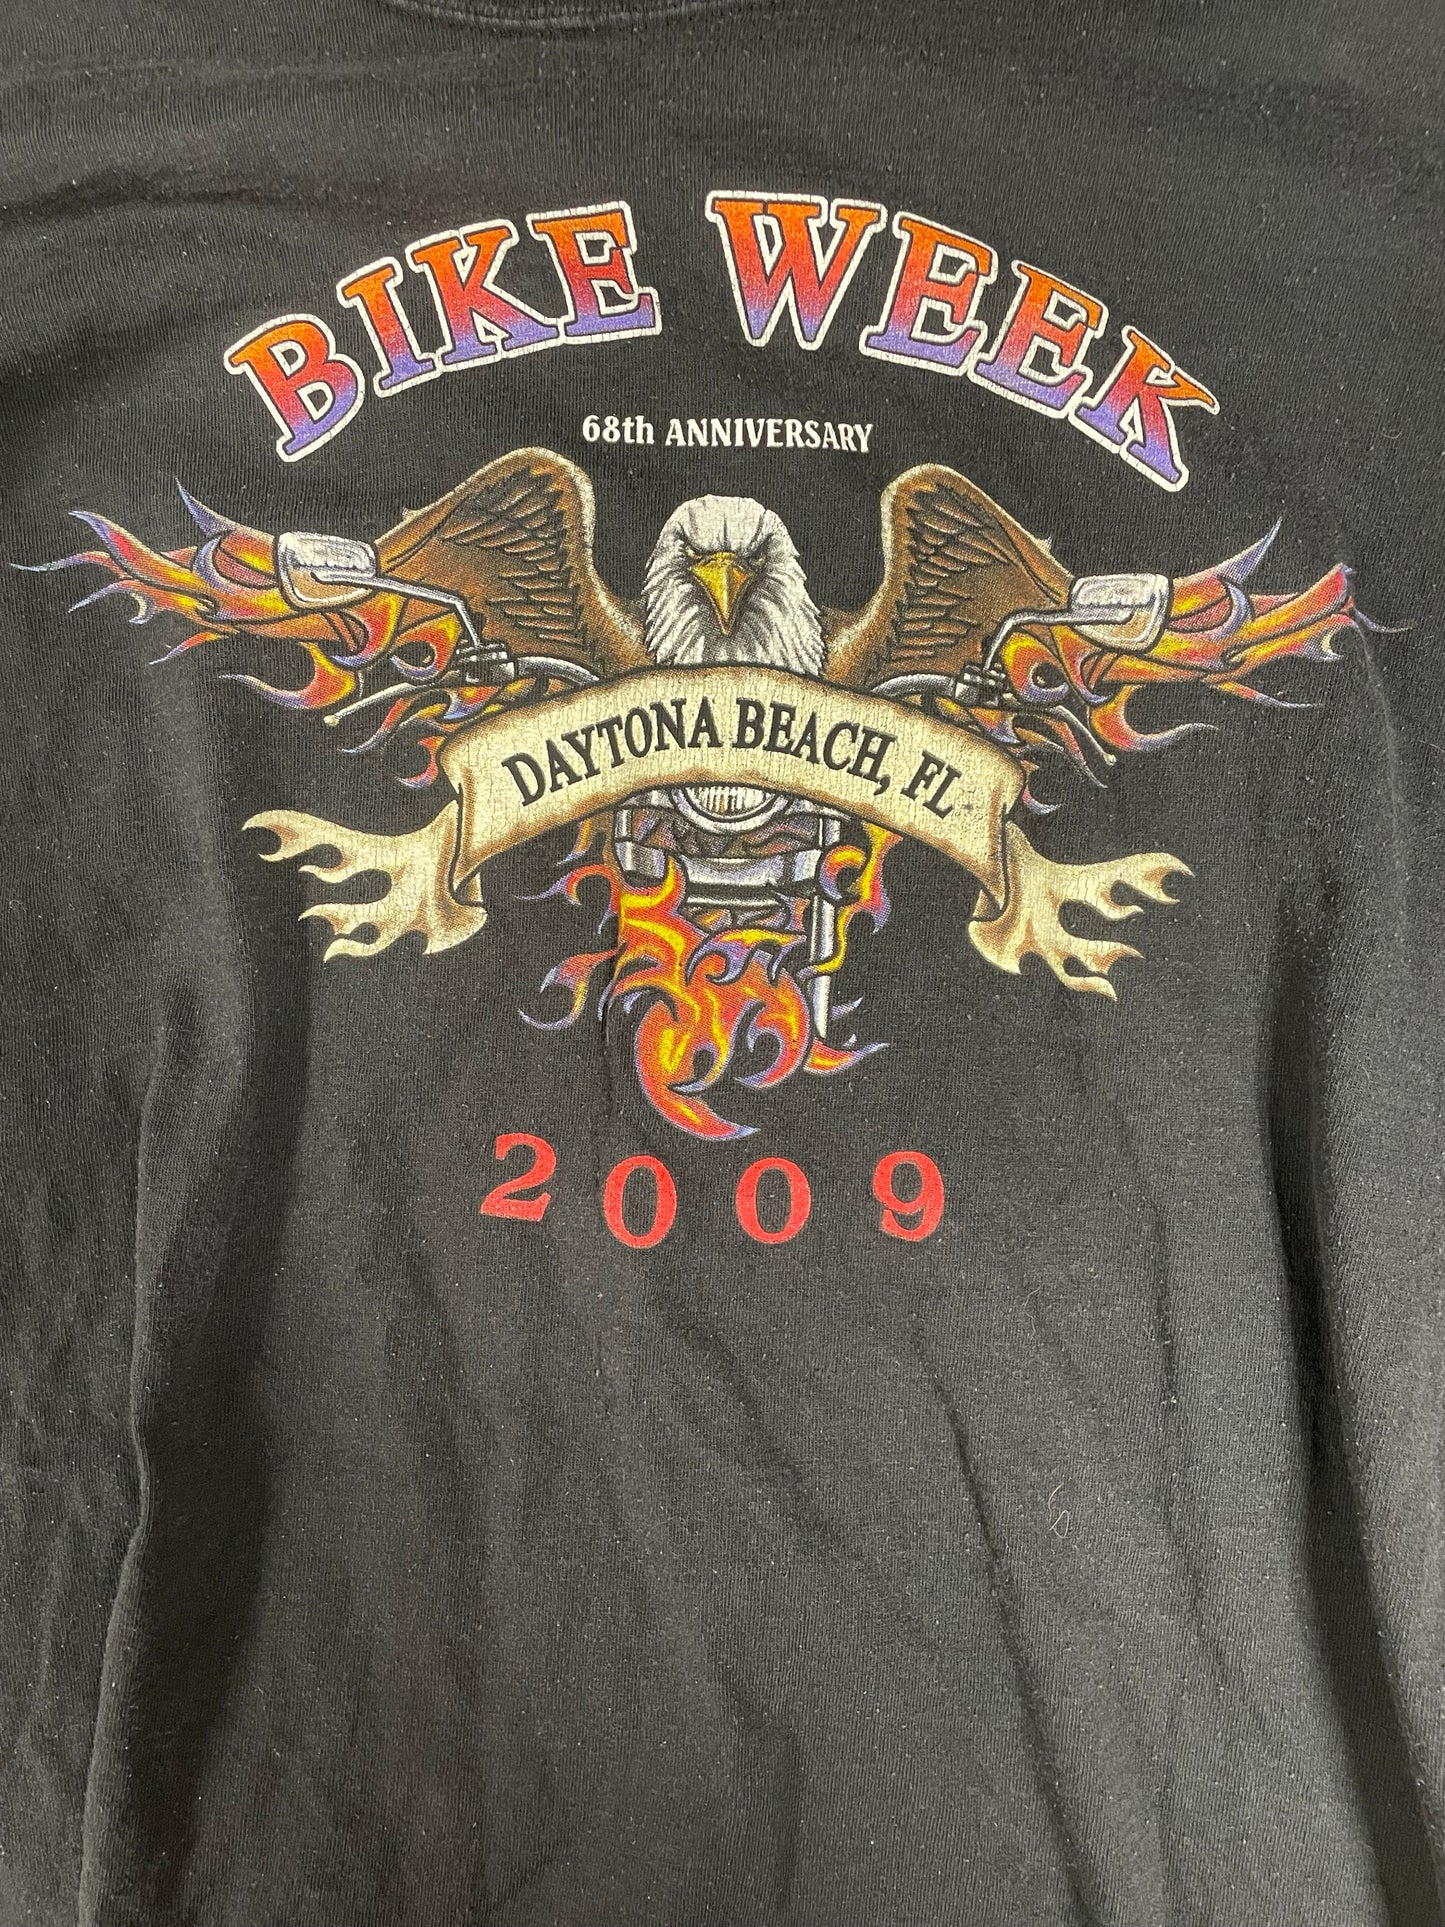 BIKE WEEK
68th ANNIVERSARY
DAYTONA BEACH, FL
2009